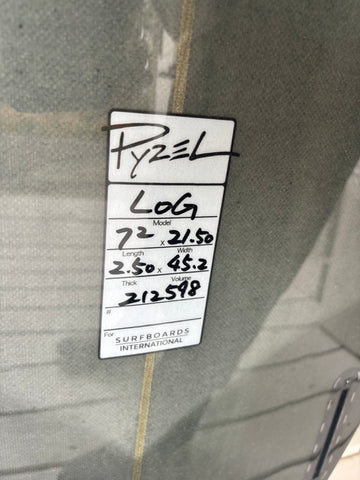 PYZEL
LOG
Model
7² x 21.50
Length Width
2.50 x 45.2
Thick Volume
212598
#
For SURFBOARDS
INTERNATIONAL